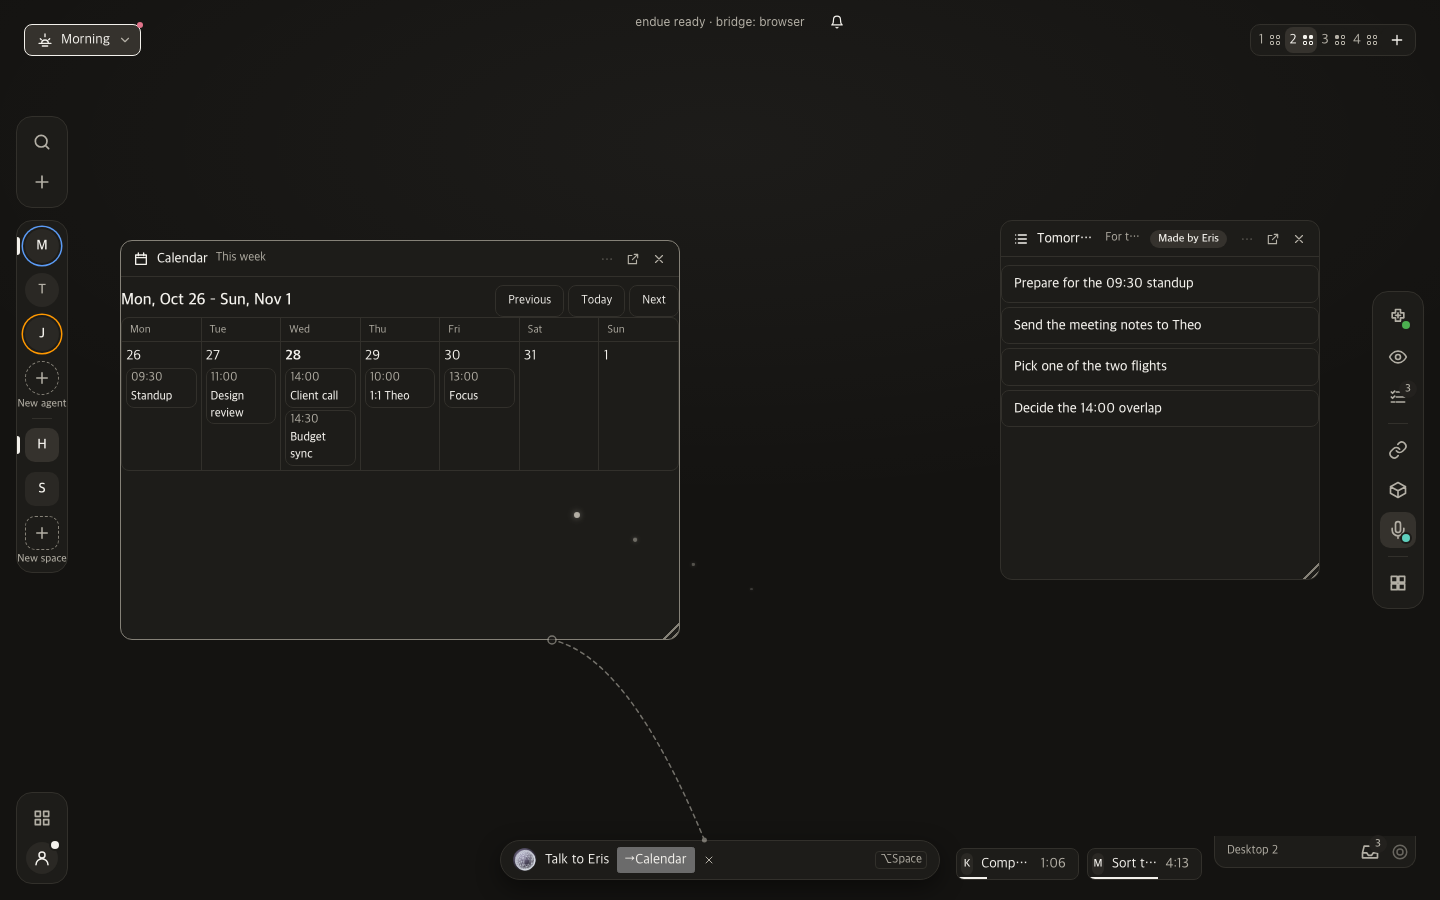 endue ready · bridge: browser
Morning
1 2 3 4
Calendar This week
Mon, Oct 26 - Sun, Nov 1
Previous Today Next
Mon Tue Wed Thu Fri Sat Sun
26 27 28 29 30 31 1
09:30
Standup
11:00
Design
review
14:00
Client call
14:30
Budget
sync
10:00
1:1 Theo
13:00
Focus
Tomorr··· For t··· Made by Eris
Prepare for the 09:30 standup
Send the meeting notes to Theo
Pick one of the two flights
Decide the 14:00 overlap
M
T
J
New agent
H
S
New space
3
Talk to Eris →Calendar ⌥Space
K Comp··· 1:06
M Sort t··· 4:13
Desktop 2 3